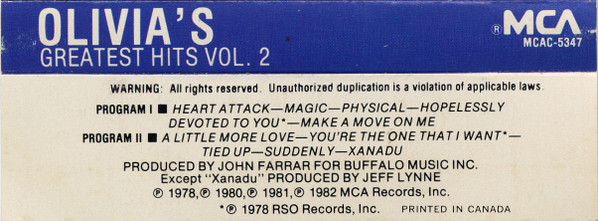 OLIVIA'S
GREATEST HITS VOL. 2
® MCA
MCAC-5347
WARNING: All rights reserved. Unauthorized duplication is a violation of applicable laws.
PROGRAM I ■ HEART ATTACK—MAGIC—PHYSICAL—HOPELESSLY
DEVOTED TO YOU*—MAKE A MOVE ON ME
PROGRAM II ■ A LITTLE MORE LOVE—YOU'RE THE ONE THAT I WANT*—
TIED UP—SUDDENLY—XANADU
PRODUCED BY JOHN FARRAR FOR BUFFALO MUSIC INC.
Except "Xanadu" PRODUCED BY JEFF LYNNE
℗ 1978, ℗ 1980, ℗ 1981, ℗ 1982 MCA Records, Inc.
*℗ 1978 RSO Records, Inc. PRINTED IN CANADA